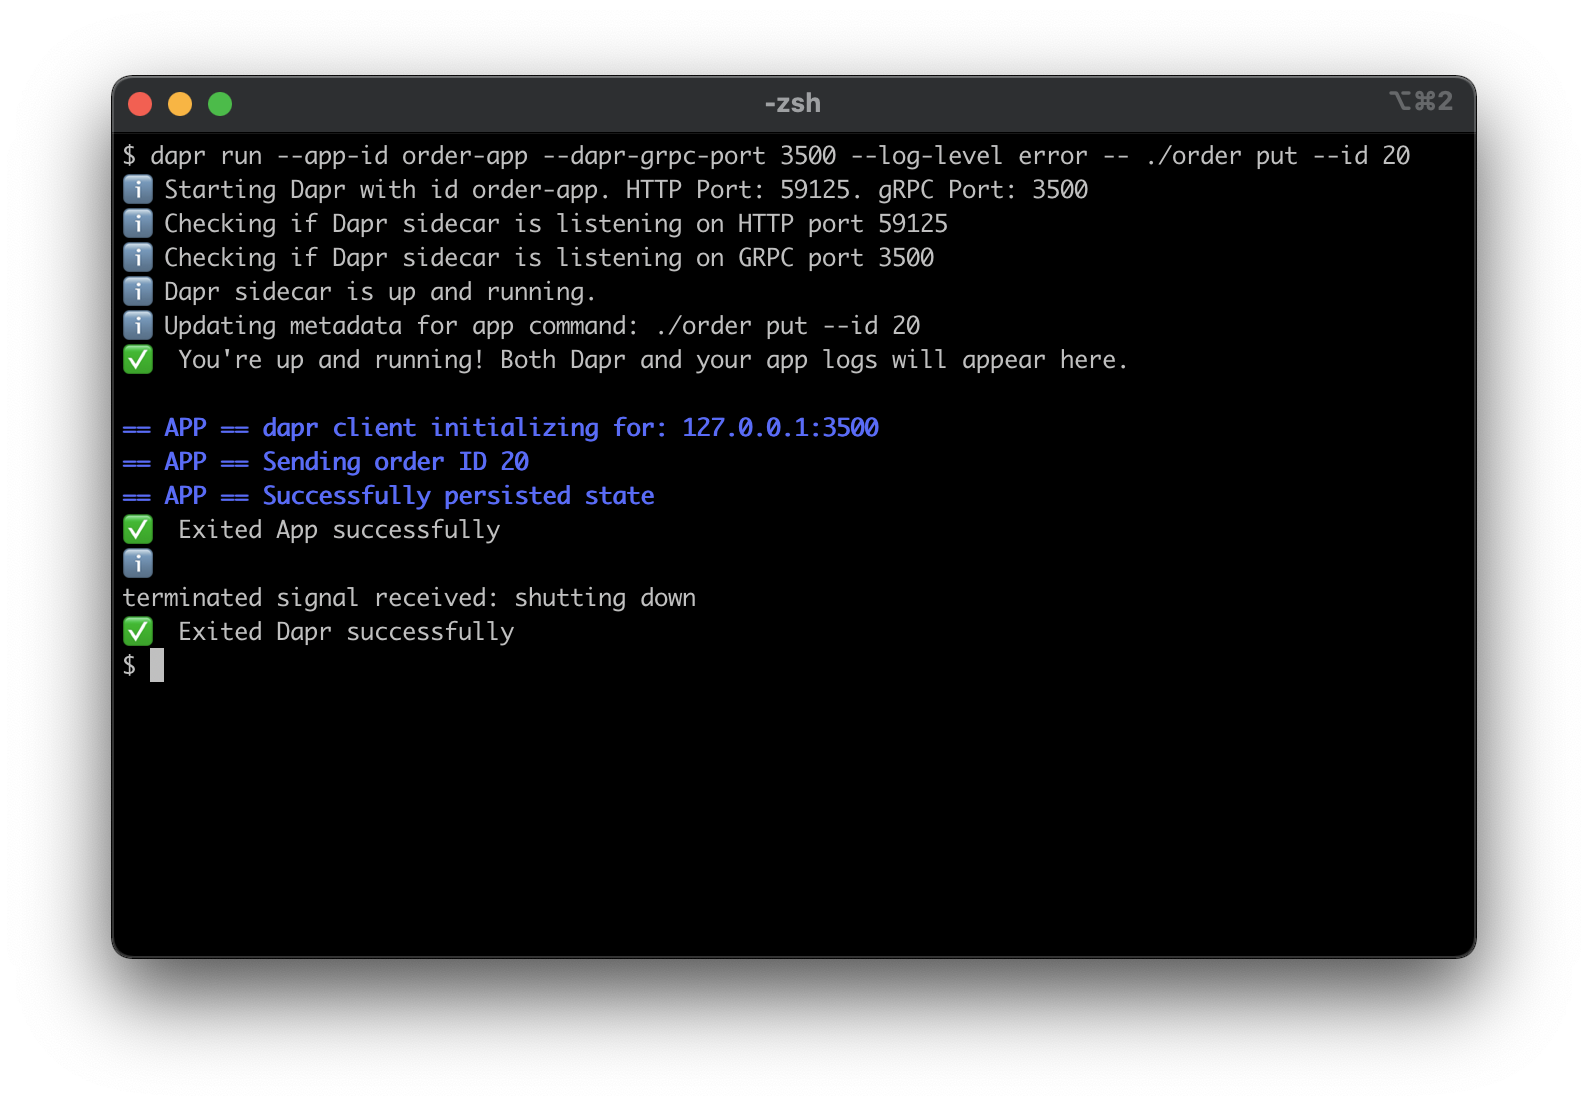 -zsh
⌥⌘2
$ dapr run --app-id order-app --dapr-grpc-port 3500 --log-level error -- ./order put --id 20
ℹ️ Starting Dapr with id order-app. HTTP Port: 59125. gRPC Port: 3500
ℹ️ Checking if Dapr sidecar is listening on HTTP port 59125
ℹ️ Checking if Dapr sidecar is listening on GRPC port 3500
ℹ️ Dapr sidecar is up and running.
ℹ️ Updating metadata for app command: ./order put --id 20
✅ You're up and running! Both Dapr and your app logs will appear here.
== APP == dapr client initializing for: 127.0.0.1:3500
== APP == Sending order ID 20
== APP == Successfully persisted state
✅ Exited App successfully
ℹ️
terminated signal received: shutting down
✅ Exited Dapr successfully
$